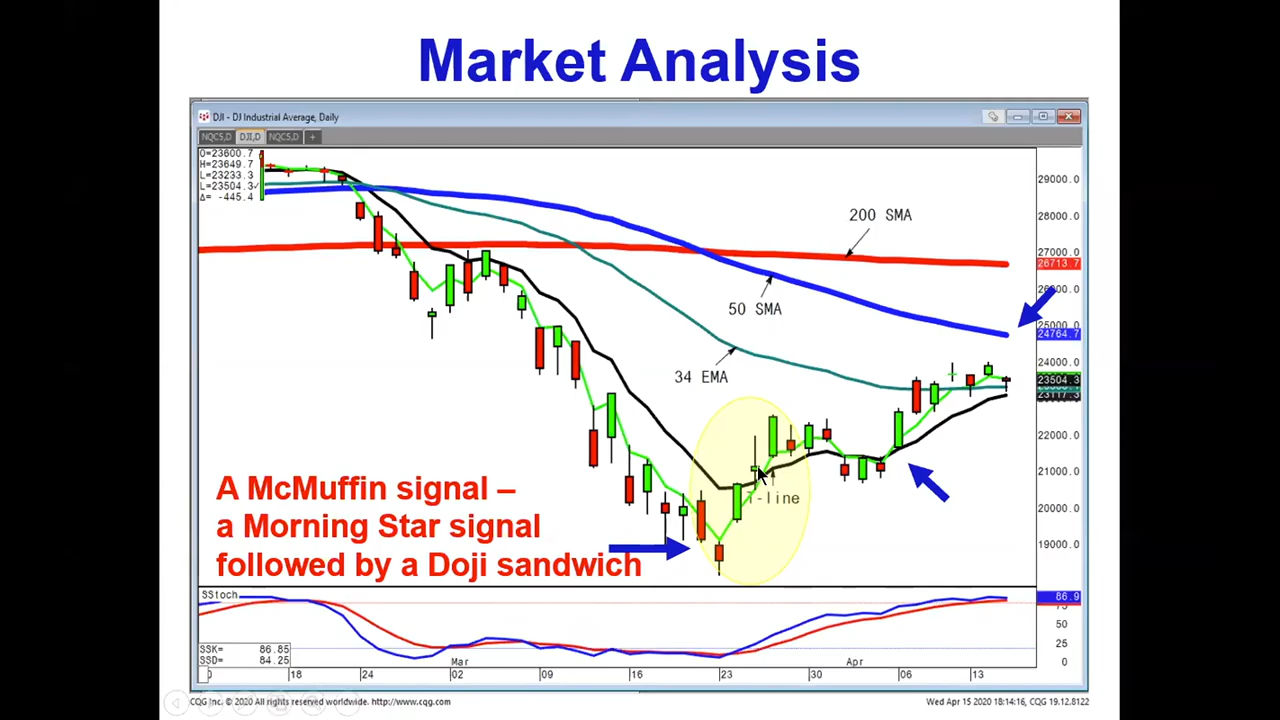 Market Analysis
DJI - DJ Industrial Average, Daily
NQC5,D DJI,D NQC5,D +
O=23600.7
H=23649.7
L=23233.3
L=23504.3
Δ= -445.4
29000.0
28000.0
27000.0
26713.7
26000.0
25000.0
24764.7
24000.0
23504.3
23117.3
22000.0
21000.0
20000.0
19000.0
200 SMA
50 SMA
34 EMA
T-line
A McMuffin signal –
a Morning Star signal
followed by a Doji sandwich
SStoch
86.9
75
50
25
0
SSK= 86.85
SSD= 84.25
Mar Apr
18 24 02 09 16 23 30 06 13
CQG Inc. © 2020 All rights reserved worldwide. http://www.cqg.com
Wed Apr 15 2020 18:14:16, CQG 19.12.8122